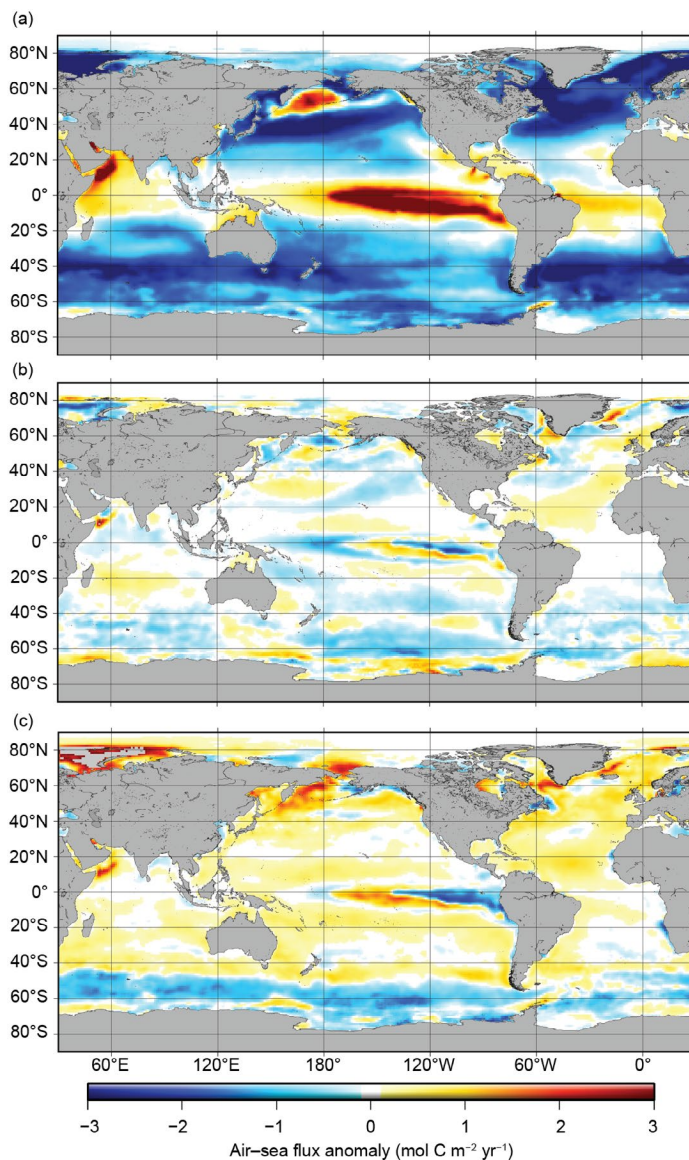 (a)
80°N
60°N
40°N
20°N
0°
20°S
40°S
60°S
80°S
(b)
80°N
60°N
40°N
20°N
0°
20°S
40°S
60°S
80°S
(c)
80°N
60°N
40°N
20°N
0°
20°S
40°S
60°S
80°S
60°E 120°E 180° 120°W 60°W 0°
−3 −2 −1 0 1 2 3
Air–sea flux anomaly (mol C m⁻² yr⁻¹)